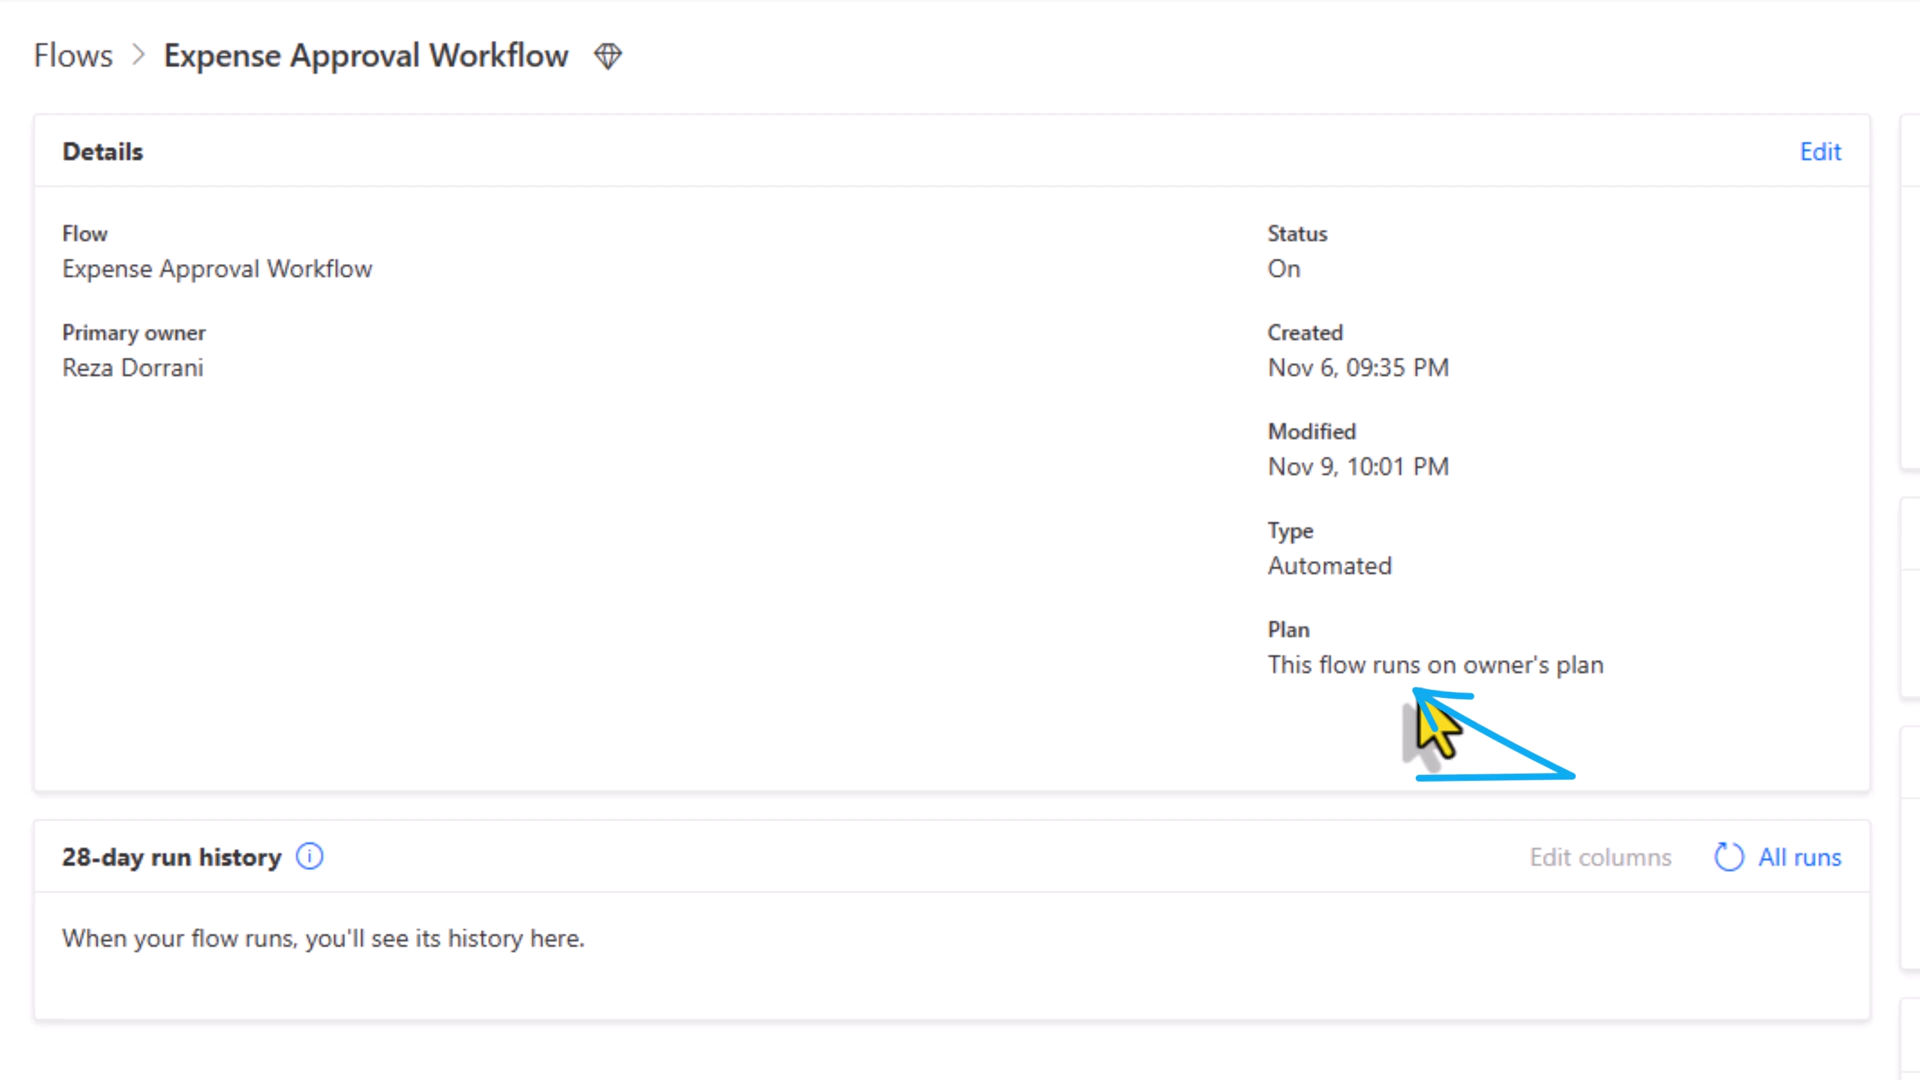 Flows > Expense Approval Workflow
Details
Edit
Flow
Expense Approval Workflow
Primary owner
Reza Dorrani
Status
On
Created
Nov 6, 09:35 PM
Modified
Nov 9, 10:01 PM
Type
Automated
Plan
This flow runs on owner's plan
28-day run history
Edit columns
All runs
When your flow runs, you'll see its history here.